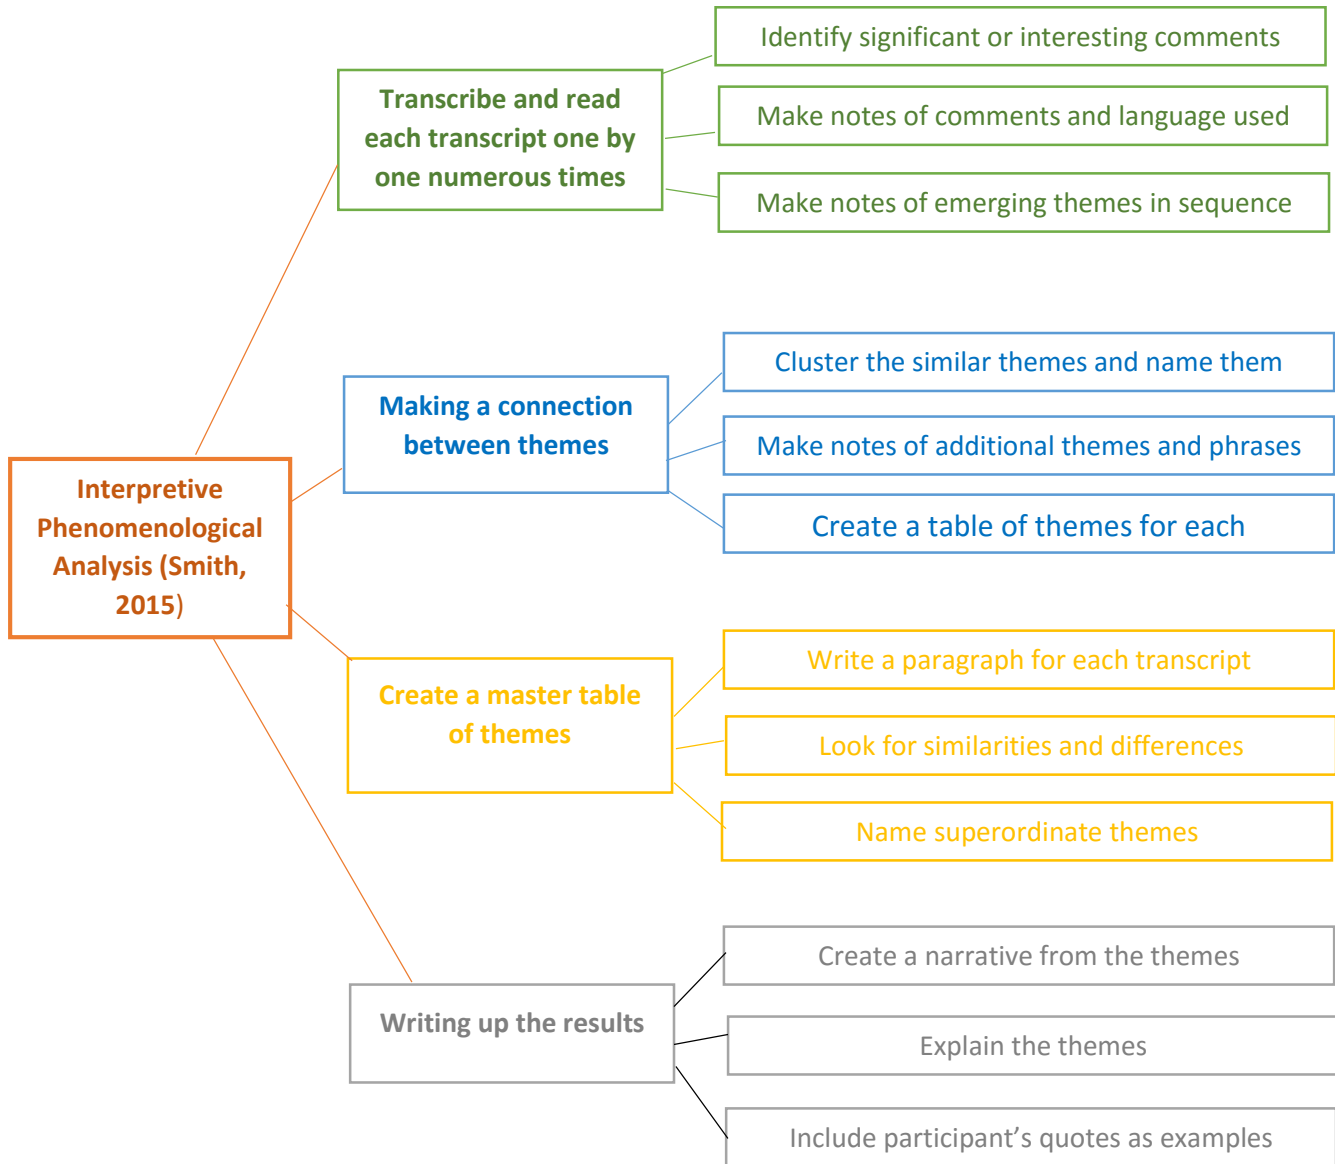 Interpretive
Phenomenological
Analysis (Smith,
2015)
Transcribe and read
each transcript one by
one numerous times
Identify significant or interesting comments
Make notes of comments and language used
Make notes of emerging themes in sequence
Making a connection
between themes
Cluster the similar themes and name them
Make notes of additional themes and phrases
Create a table of themes for each
Create a master table
of themes
Write a paragraph for each transcript
Look for similarities and differences
Name superordinate themes
Writing up the results
Create a narrative from the themes
Explain the themes
Include participant’s quotes as examples